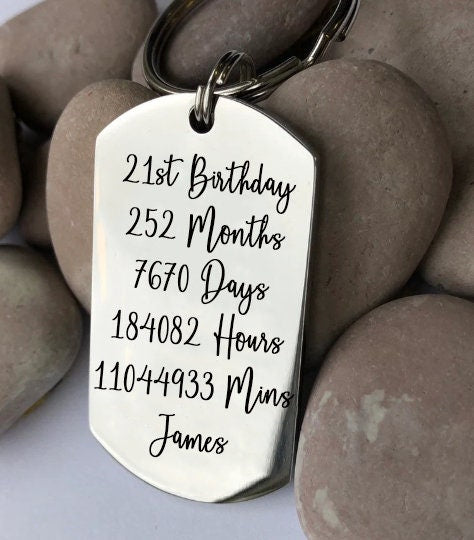 21st Birthday
252 Months
7670 Days
184082 Hours
11044933 Mins
James